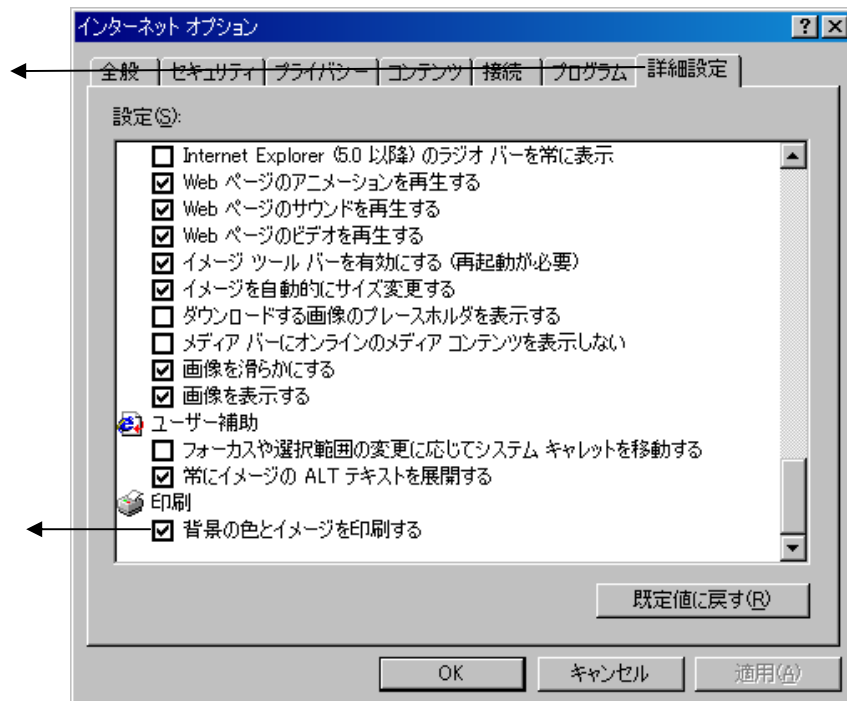 インターネット オプション
全般 セキュリティ プライバシー コンテンツ 接続 プログラム 詳細設定
設定(S):
Internet Explorer (5.0 以降) のラジオ バーを常に表示
Web ページのアニメーションを再生する
Web ページのサウンドを再生する
Web ページのビデオを再生する
イメージ ツール バーを有効にする (再起動が必要)
イメージを自動的にサイズ変更する
ダウンロードする画像のプレースホルダを表示する
メディア バーにオンラインのメディア コンテンツを表示しない
画像を滑らかにする
画像を表示する
ユーザー補助
フォーカスや選択範囲の変更に応じてシステム キャレットを移動する
常にイメージの ALT テキストを展開する
印刷
背景の色とイメージを印刷する
既定値に戻す(R)
OK キャンセル 適用(A)